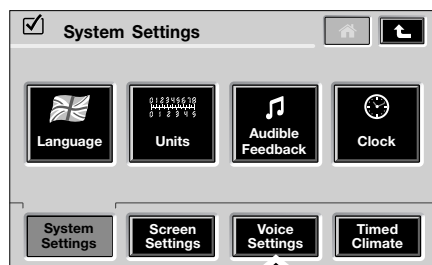 System Settings
Language
Units
Audible
Feedback
Clock
System
Settings
Screen
Settings
Voice
Settings
Timed
Climate